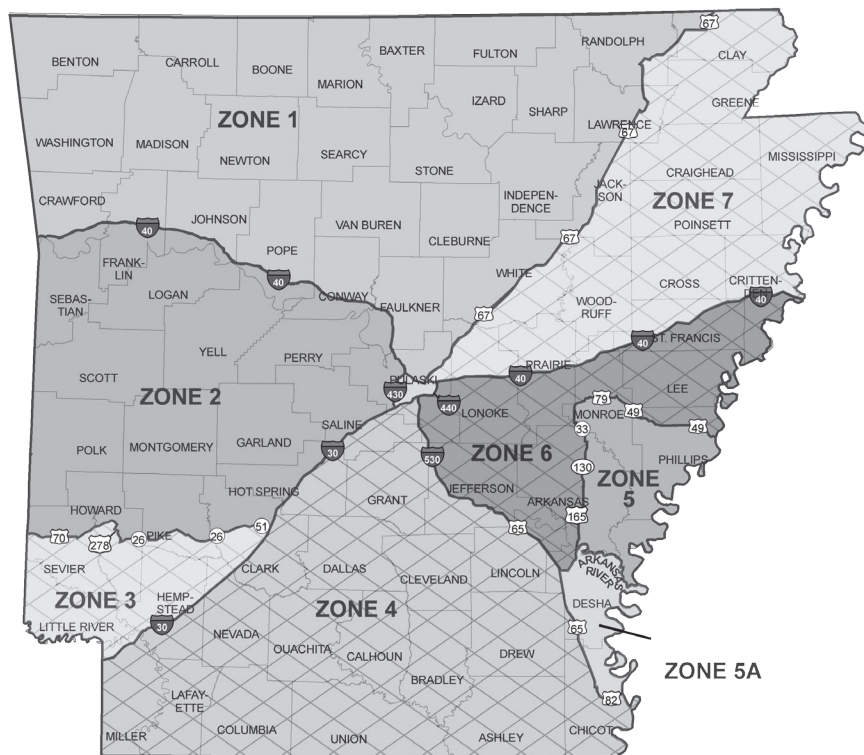 67
RANDOLPH
BAXTER
FULTON
CLAY
BENTON
CARROLL
BOONE
MARION
IZARD
SHARP
GREENE
ZONE 1
LAWRENCE
67
WASHINGTON
MADISON
NEWTON
SEARCY
STONE
MISSISSIPPI
CRAIGHEAD
JACK-
SON
ZONE 7
CRAWFORD
INDEPEN-
DENCE
JOHNSON
VAN BUREN
POINSETT
40
CLEBURNE
67
POPE
FRANK-
LIN
40
WHITE
CROSS
CRITTEN-
40
SEBAS-
TIAN
LOGAN
CONWAY
FAULKNER
67
WOOD-
RUFF
40
ST. FRANCIS
YELL
PERRY
PRAIRIE
40
SCOTT
PULASKI
430
ZONE 2
440
LONOKE
LEE
79
MONROE
49
49
SALINE
33
POLK
MONTGOMERY
GARLAND
30
530
ZONE 6
PHILLIPS
130
ZONE
5
HOT SPRING
JEFFERSON
GRANT
ARKANSAS
HOWARD
51
65
165
70
278
26
PIKE
26
SEVIER
CLARK
DALLAS
CLEVELAND
LINCOLN
ARKANSAS
RIVER
ZONE 3
HEMP-
STEAD
ZONE 4
DESHA
LITTLE RIVER
30
NEVADA
65
OUACHITA
CALHOUN
DREW
ZONE 5A
BRADLEY
LAFAY-
ETTE
82
MILLER
COLUMBIA
UNION
ASHLEY
CHICOT